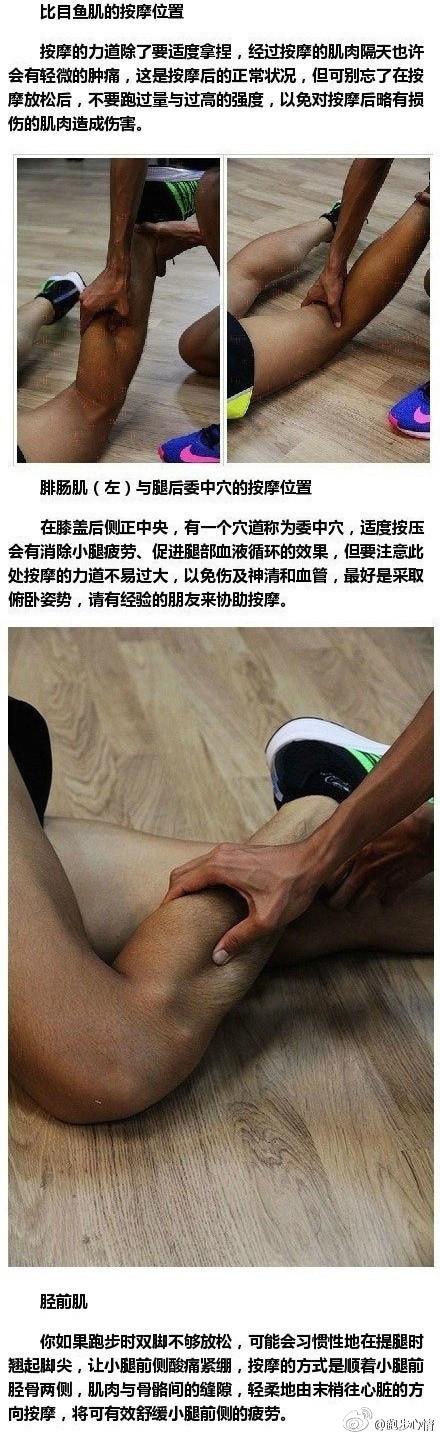 比目鱼肌的按摩位置
按摩的力道除了要适度拿捏，经过按摩的肌肉隔天也许
会有轻微的肿痛，这是按摩后的正常状况，但可别忘了在按
摩放松后，不要跑过量与过高的强度，以免对按摩后略有损
伤的肌肉造成伤害。
腓肠肌（左）与腿后委中穴的按摩位置
在膝盖后侧正中央，有一个穴道称为委中穴，适度按压
会有消除小腿疲劳、促进腿部血液循环的效果，但要注意此
处按摩的力道不易过大，以免伤及神清和血管，最好是采取
俯卧姿势，请有经验的朋友来协助按摩。
胫前肌
你如果跑步时双脚不够放松，可能会习惯性地在提腿时
翘起脚尖，让小腿前侧酸痛紧绷，按摩的方式是顺着小腿前
胫骨两侧，肌肉与骨骼间的缝隙，轻柔地由末梢往心脏的方
向按摩，将可有效舒缓小腿前侧的疲劳。
@跑步心情